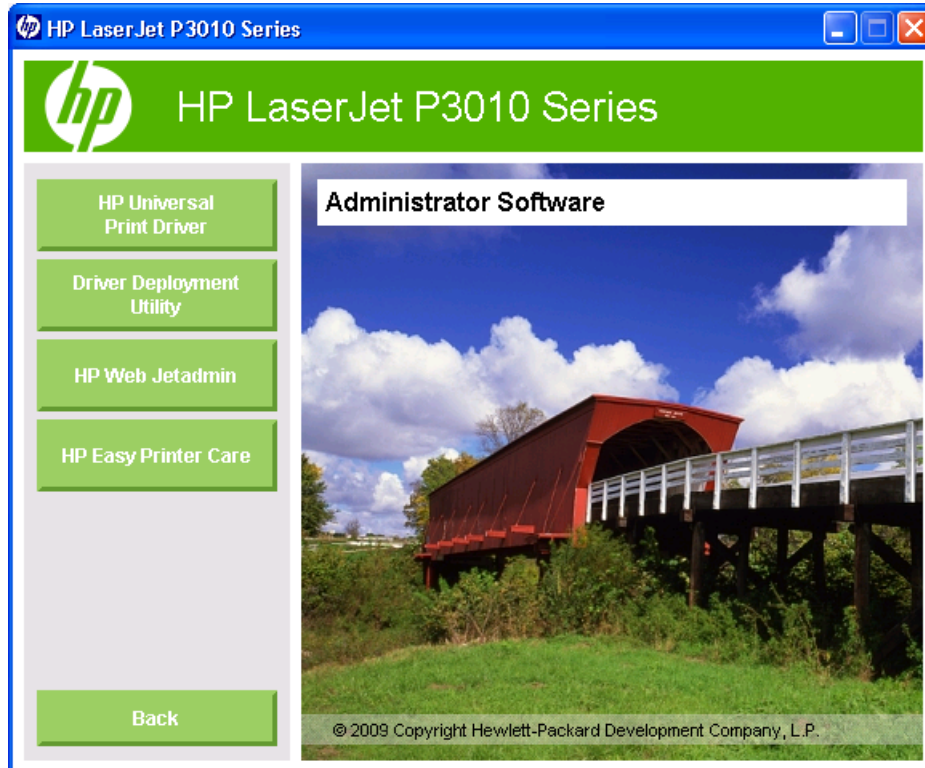 HP LaserJet P3010 Series
hp
HP LaserJet P3010 Series
HP Universal
Print Driver
Driver Deployment
Utility
HP Web Jetadmin
HP Easy Printer Care
Back
Administrator Software
© 2009 Copyright Hewlett-Packard Development Company, L.P.